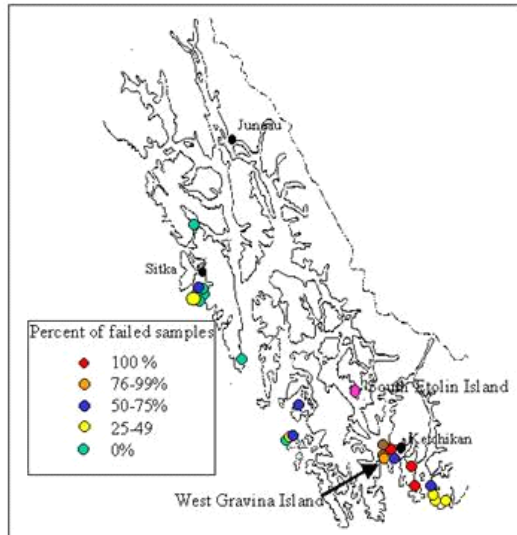 Juneau
Sitka
Percent of failed samples
100 %
76-99%
50-75%
25-49
0%
South Etolin Island
Ketchikan
West Gravina Island